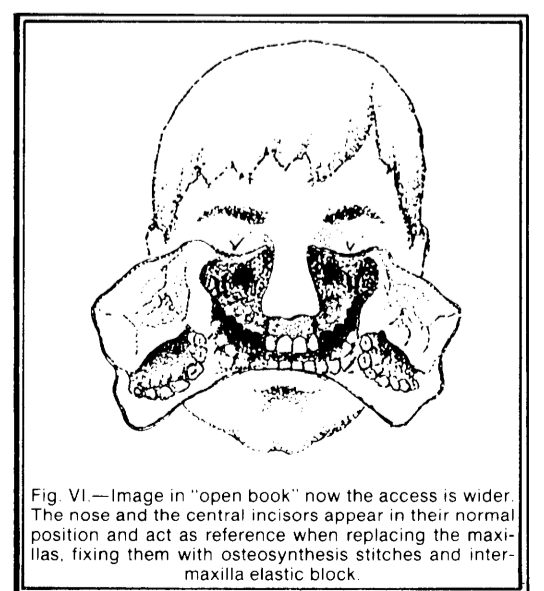 Fig. VI.—Image in "open book" now the access is wider.
The nose and the central incisors appear in their normal
position and act as reference when replacing the maxi-
llas, fixing them with osteosynthesis stitches and inter-
maxilla elastic block.